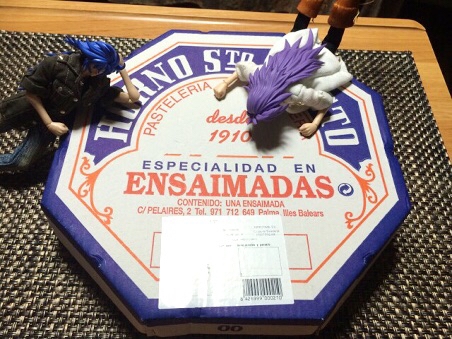 HORNO Sto.
PASTELERIA
desde
1910
ESPECIALIDAD EN
ENSAIMADAS
CONTENIDO: UNA ENSAIMADA
C/ PELAIRES, 2 Tel. 971 712 649 Palma, Illes Balears